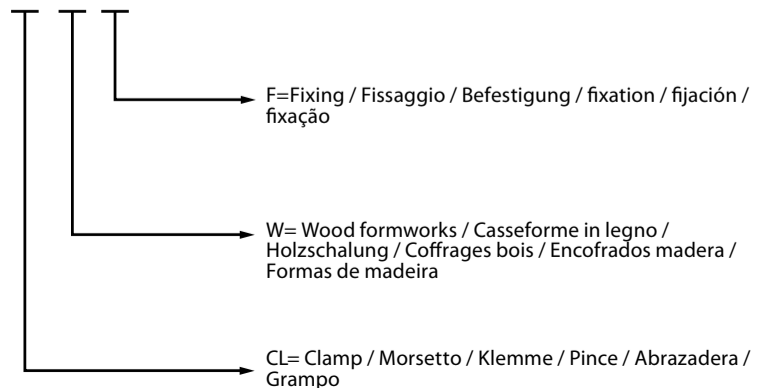 F=Fixing / Fissaggio / Befestigung / fixation / fijación /
fixação
W= Wood formworks / Casseforme in legno /
Holzschalung / Coffrages bois / Encofrados madera /
Formas de madeira
CL= Clamp / Morsetto / Klemme / Pince / Abrazadera /
Grampo